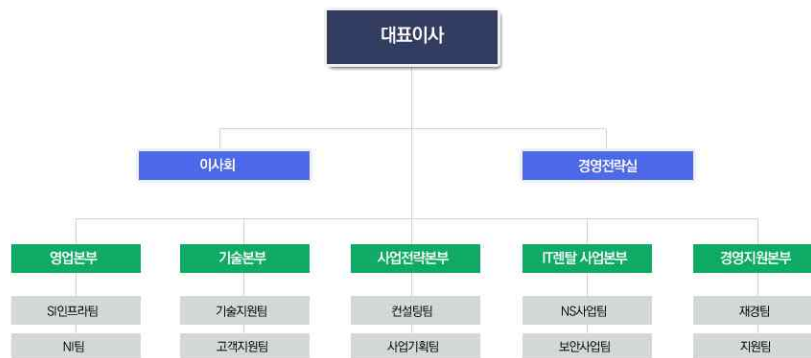 대표이사
이사회
경영전략실
영업본부
기술본부
사업전략본부
IT렌탈 사업본부
경영지원본부
SI인프라팀
기술지원팀
컨설팅팀
NS사업팀
재경팀
NI팀
고객지원팀
사업기획팀
보안사업팀
지원팀